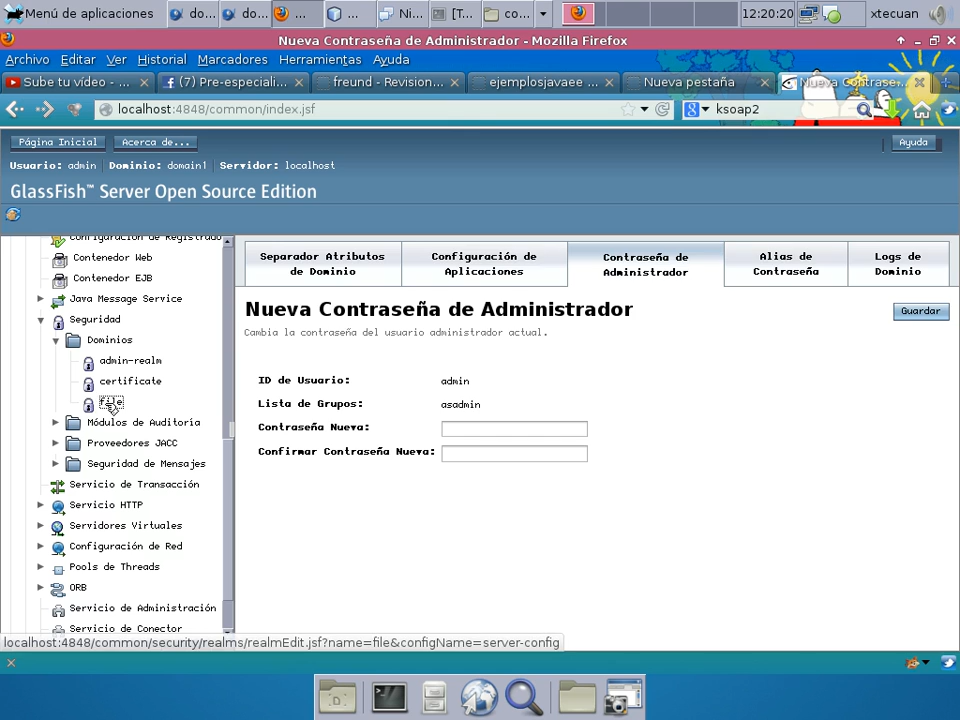 Menú de aplicaciones
do...
do...
...
...
Ni...
[T...
co...
12:20:20
xtecuan
Nueva Contraseña de Administrador - Mozilla Firefox
Archivo Editar Ver Historial Marcadores Herramientas Ayuda
Sube tu vídeo - ...
(7) Pre-especiali...
freund - Revision...
ejemplosjavaee ...
Nueva pestaña
Nueva Contrase...
localhost:4848/common/index.jsf
ksoap2
Página Inicial
Acerca de...
Ayuda
Usuario: admin
Dominio: domain1
Servidor: localhost
GlassFish™ Server Open Source Edition
Configuración de Registrado
Contenedor Web
Contenedor EJB
Java Message Service
Seguridad
Dominios
admin-realm
certificate
file
Módulos de Auditoría
Proveedores JACC
Seguridad de Mensajes
Servicio de Transacción
Servicio HTTP
Servidores Virtuales
Configuración de Red
Pools de Threads
ORB
Servicio de Administración
Servicio de Conector
Separador Atributos
de Dominio
Configuración de
Aplicaciones
Contraseña de
Administrador
Alias de
Contraseña
Logs de
Dominio
Nueva Contraseña de Administrador
Guardar
Cambia la contraseña del usuario administrador actual.
ID de Usuario: admin
Lista de Grupos: asadmin
Contraseña Nueva:
Confirmar Contraseña Nueva:
localhost:4848/common/security/realms/realmEdit.jsf?name=file&configName=server-config